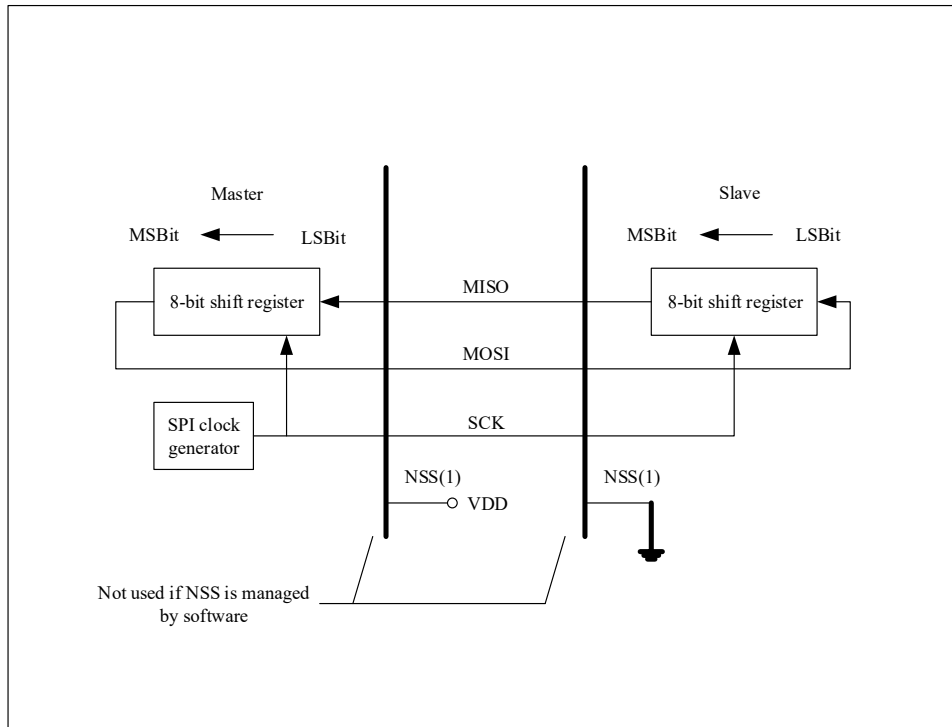 Master
Slave
MSBit
LSBit
MSBit
LSBit
8-bit shift register
MISO
8-bit shift register
MOSI
SPI clock
generator
SCK
NSS(1)
NSS(1)
VDD
Not used if NSS is managed
by software